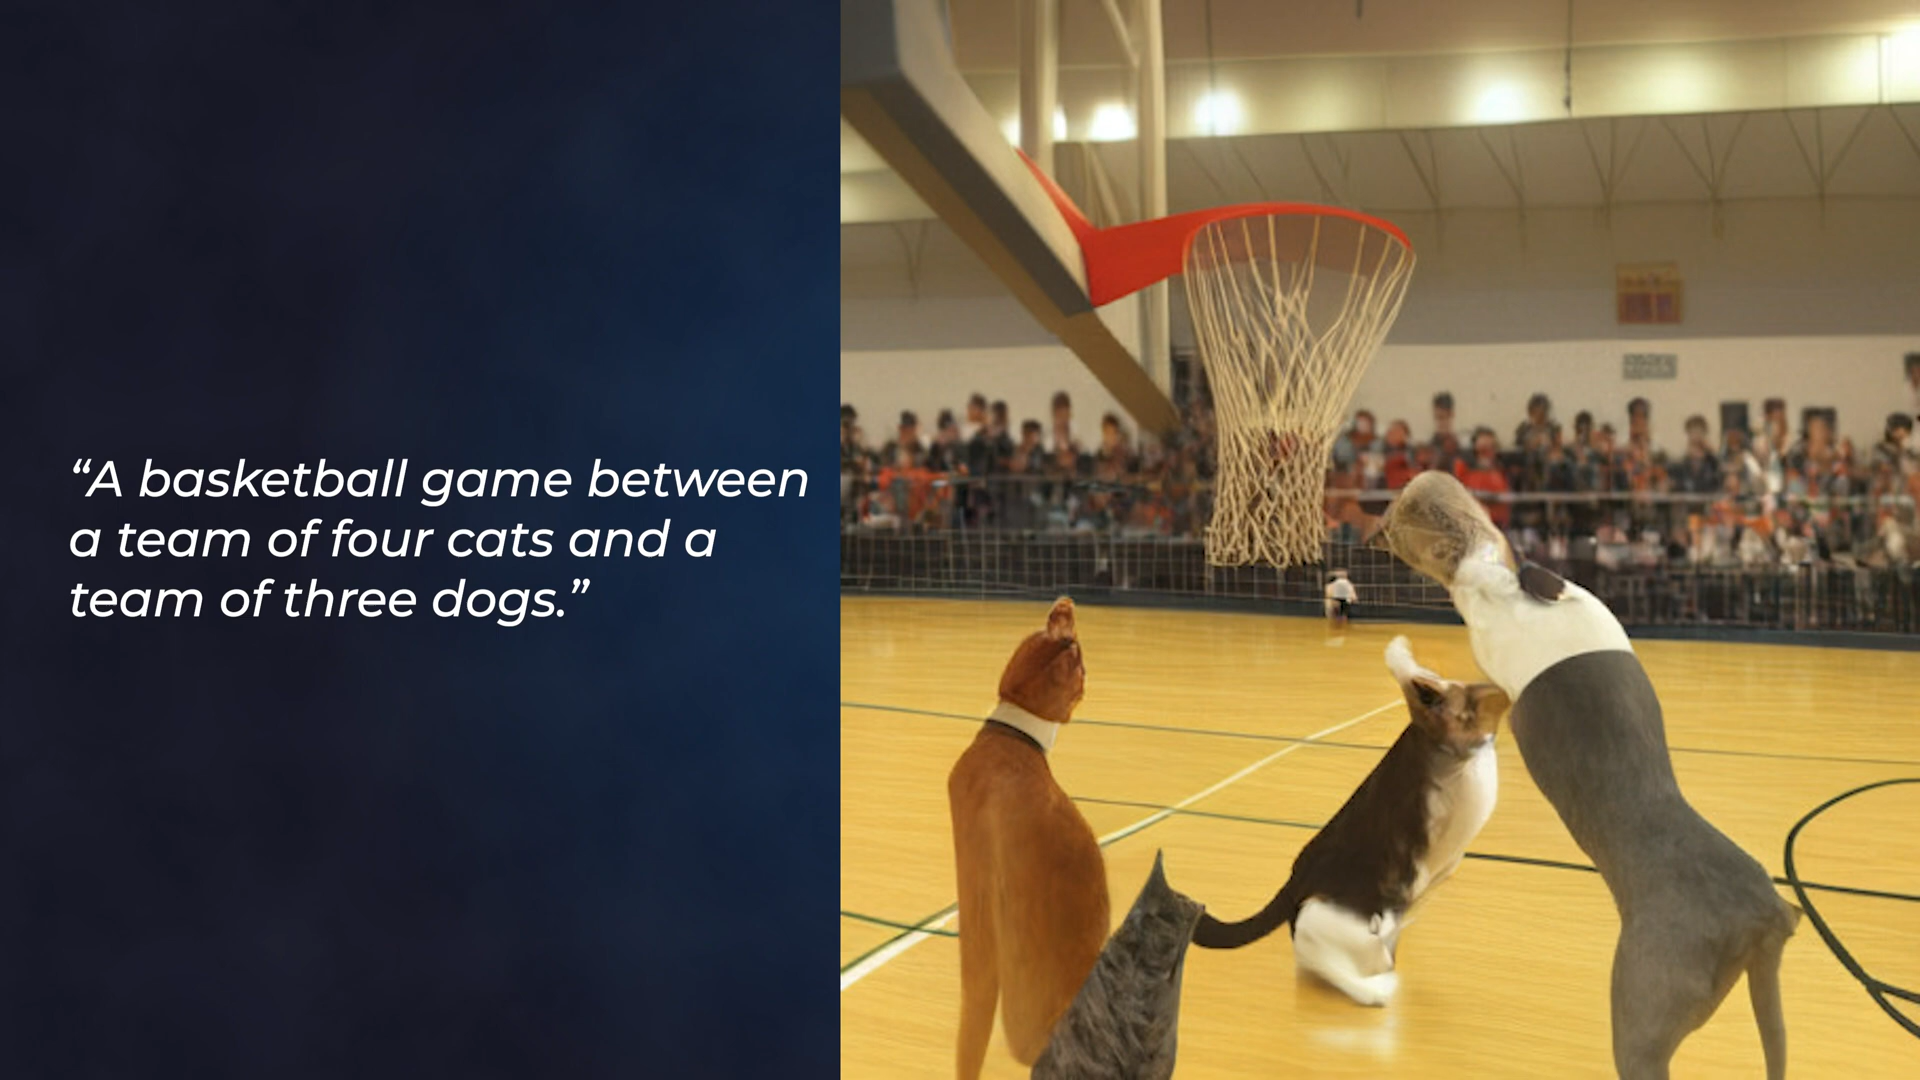 “A basketball game between
a team of four cats and a
team of three dogs.”